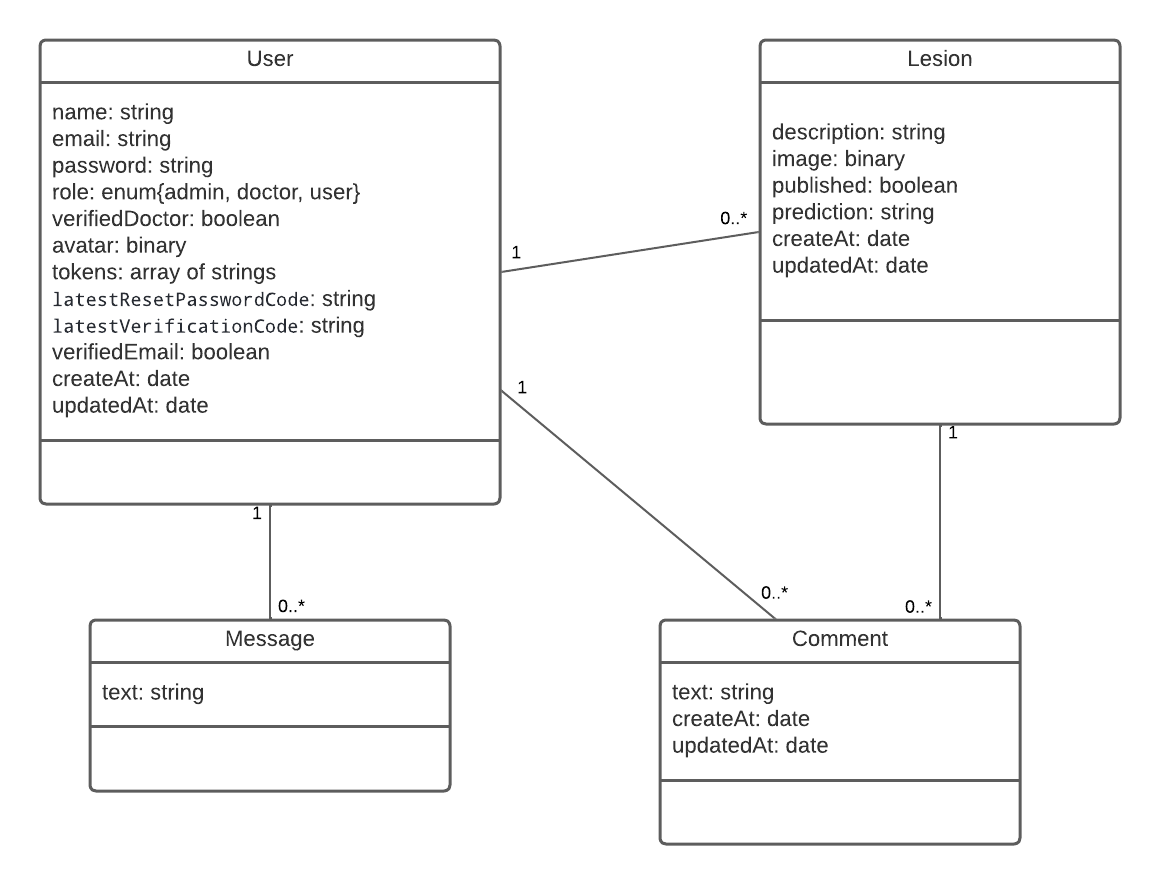 User
name: string
email: string
password: string
role: enum{admin, doctor, user}
verifiedDoctor: boolean
avatar: binary
tokens: array of strings
latestResetPasswordCode: string
latestVerificationCode: string
verifiedEmail: boolean
createAt: date
updatedAt: date
Lesion
description: string
image: binary
published: boolean
prediction: string
createAt: date
updatedAt: date
1
0..*
1
0..*
1
0..*
1
0..*
Message
text: string
Comment
text: string
createAt: date
updatedAt: date